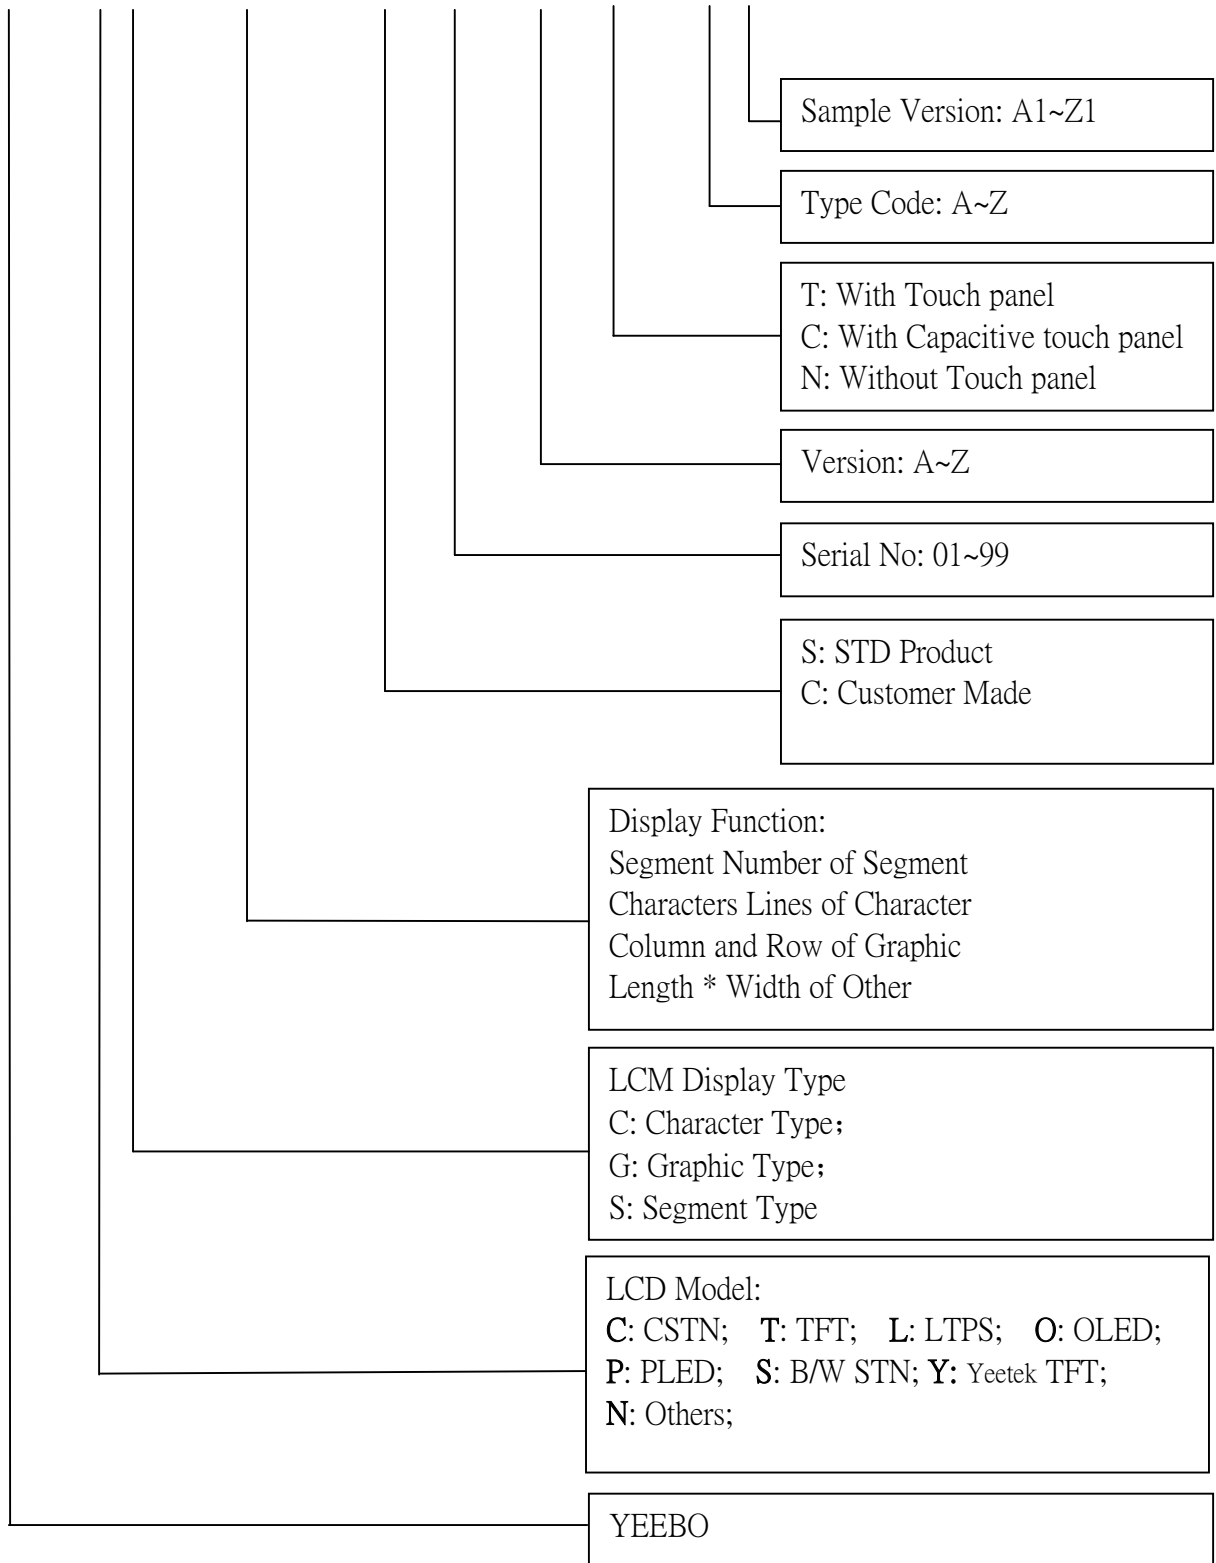 Sample Version: A1~Z1
Type Code: A~Z
T: With Touch panel
C: With Capacitive touch panel
N: Without Touch panel
Version: A~Z
Serial No: 01~99
S: STD Product
C: Customer Made
Display Function:
Segment Number of Segment
Characters Lines of Character
Column and Row of Graphic
Length * Width of Other
LCM Display Type
C: Character Type；
G: Graphic Type；
S: Segment Type
LCD Model:
C: CSTN; T: TFT; L: LTPS; O: OLED;
P: PLED; S: B/W STN; Y: Yeetek TFT;
N: Others;
YEEBO